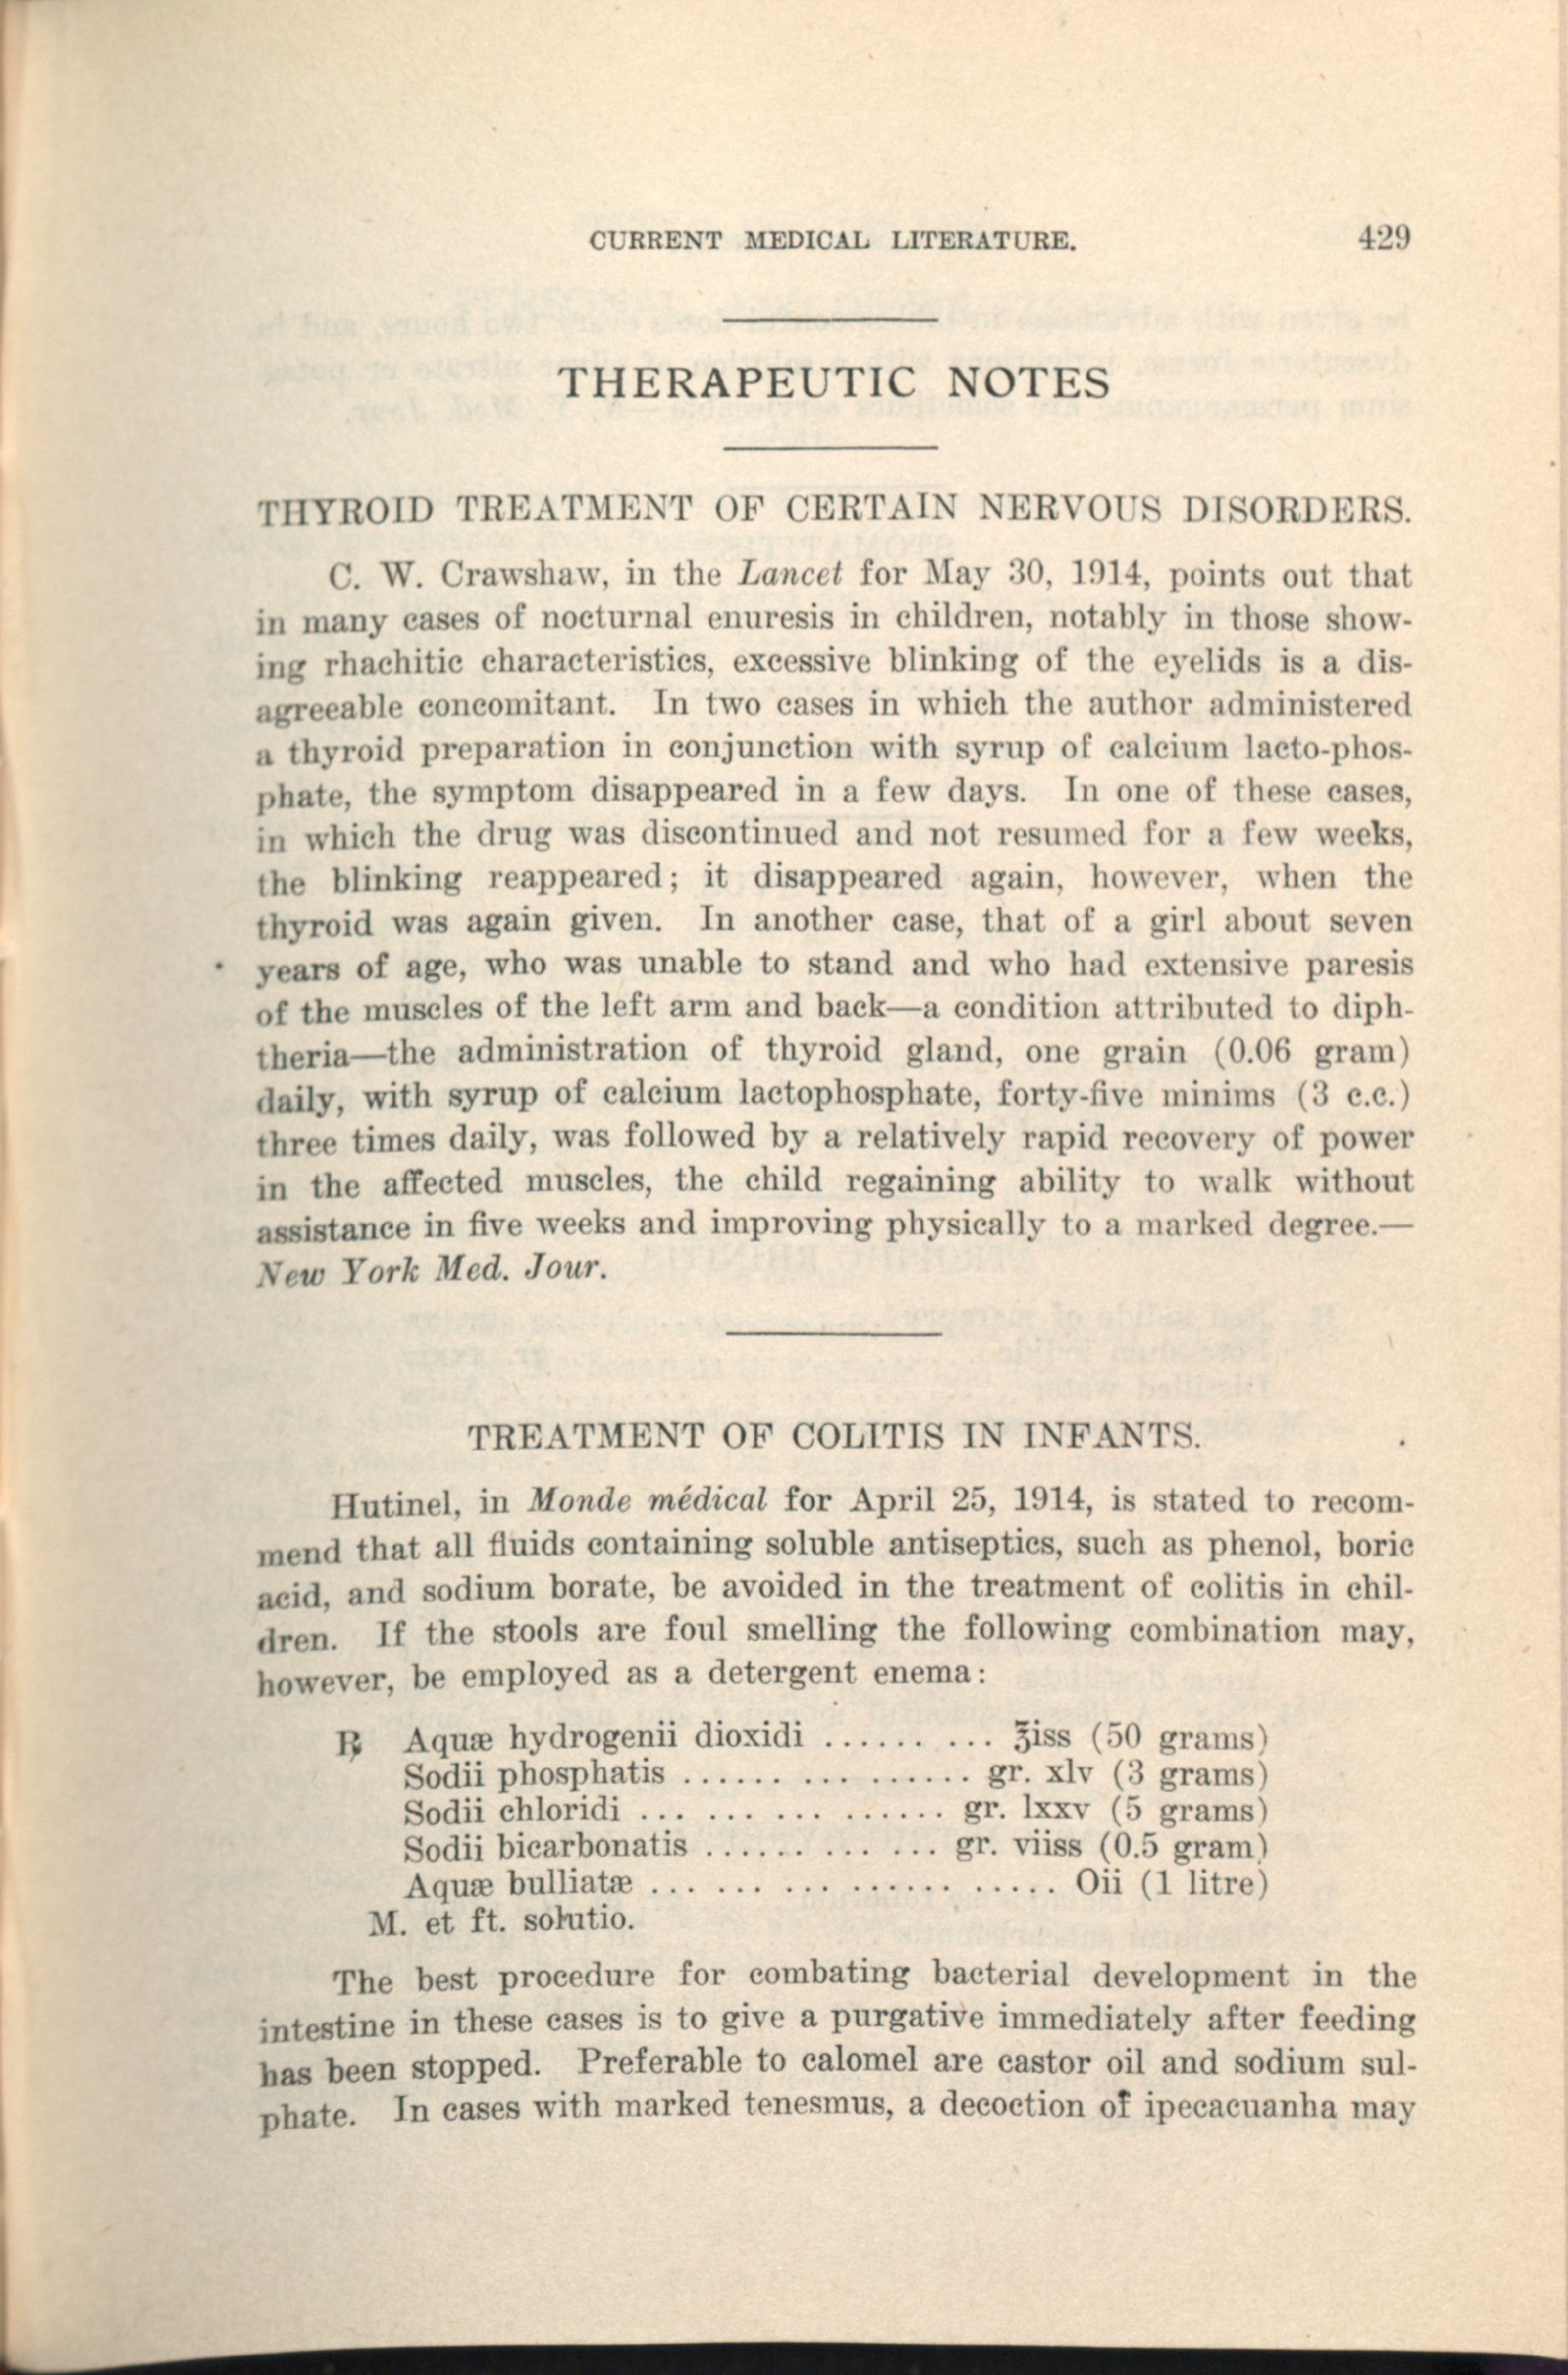 CURRENT MEDICAL LITERATURE. 429
THERAPEUTIC NOTES
THYROID TREATMENT OF CERTAIN NERVOUS DISORDERS.
C. W. Crawshaw, in the Lancet for May 30, 1914, points out that
in many cases of nocturnal enuresis in children, notably in those show-
ing rhachitic characteristics, excessive blinking of the eyelids is a dis-
agreeable concomitant. In two cases in which the author administered
a thyroid preparation in conjunction with syrup of calcium lacto-phos-
phate, the symptom disappeared in a few days. In one of these cases,
in which the drug was discontinued and not resumed for a few weeks,
the blinking reappeared; it disappeared again, however, when the
thyroid was again given. In another case, that of a girl about seven
years of age, who was unable to stand and who had extensive paresis
of the muscles of the left arm and back—a condition attributed to diph-
theria—the administration of thyroid gland, one grain (0.06 gram)
daily, with syrup of calcium lactophosphate, forty-five minims (3 c.c.)
three times daily, was followed by a relatively rapid recovery of power
in the affected muscles, the child regaining ability to walk without
assistance in five weeks and improving physically to a marked degree.—
New York Med. Jour.
TREATMENT OF COLITIS IN INFANTS.
Hutinel, in Monde médical for April 25, 1914, is stated to recom-
mend that all fluids containing soluble antiseptics, such as phenol, boric
acid, and sodium borate, be avoided in the treatment of colitis in chil-
dren. If the stools are foul smelling the following combination may,
however, be employed as a detergent enema:
℞ Aquæ hydrogenii dioxidi ...... ... ʒiss (50 grams)
Sodii phosphatis ...... ... ...... gr. xlv (3 grams)
Sodii chloridi ... ... ... ...... gr. lxxv (5 grams)
Sodii bicarbonatis ...... ... ... gr. viiss (0.5 gram)
Aquæ bulliatæ ... ... ... ...... ..... Oii (1 litre)
M. et ft. solutio.
The best procedure for combating bacterial development in the
intestine in these cases is to give a purgative immediately after feeding
has been stopped. Preferable to calomel are castor oil and sodium sul-
phate. In cases with marked tenesmus, a decoction of ipecacuanha may